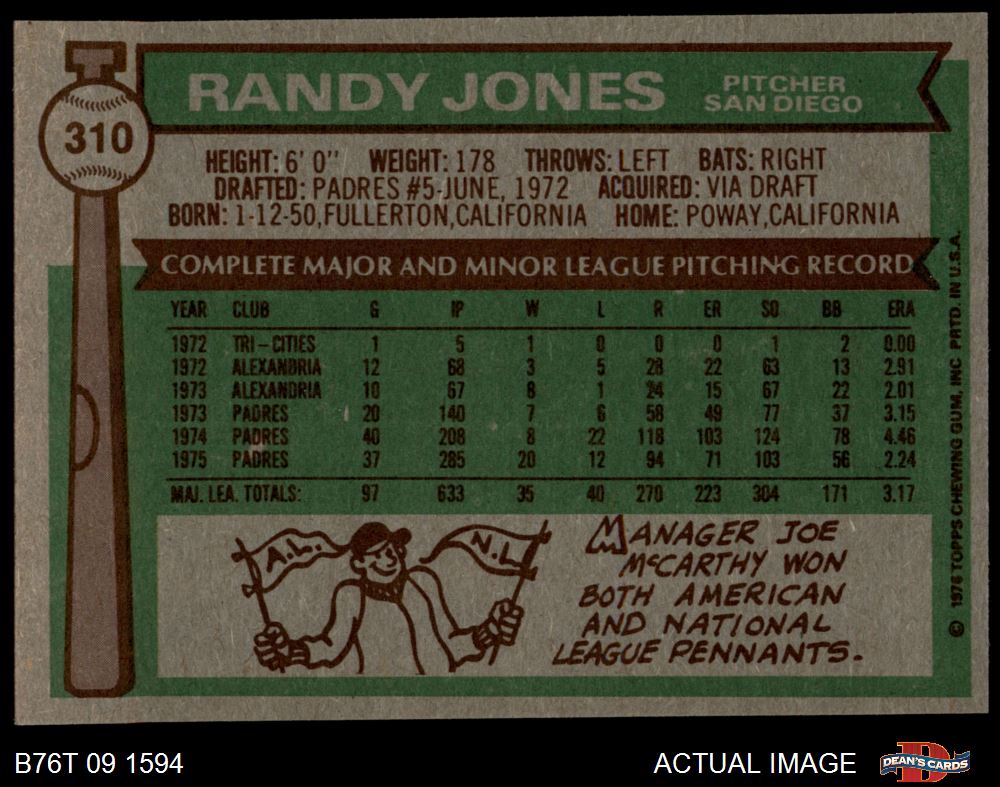 310
RANDY JONES
PITCHER
SAN DIEGO
HEIGHT: 6' 0" WEIGHT: 178 THROWS: LEFT BATS: RIGHT
DRAFTED: PADRES #5-JUNE, 1972 ACQUIRED: VIA DRAFT
BORN: 1-12-50, FULLERTON, CALIFORNIA HOME: POWAY, CALIFORNIA
COMPLETE MAJOR AND MINOR LEAGUE PITCHING RECORD
YEAR CLUB G IP W L R ER SO BB ERA
1972 TRI-CITIES 1 5 1 0 0 0 1 2 0.00
1972 ALEXANDRIA 12 68 3 5 28 22 63 13 2.91
1973 ALEXANDRIA 10 67 8 1 24 15 67 22 2.01
1973 PADRES 20 140 7 6 58 49 77 37 3.15
1974 PADRES 40 208 8 22 118 103 124 78 4.46
1975 PADRES 37 285 20 12 94 71 103 56 2.24
MAJ. LEA. TOTALS: 97 633 35 40 270 223 304 171 3.17
A.L.
N.L.
MANAGER JOE
McCARTHY WON
BOTH AMERICAN
AND NATIONAL
LEAGUE PENNANTS.
© 1976 TOPPS CHEWING GUM, INC PRTD. IN U.S.A.
B76T 09 1594
ACTUAL IMAGE
D
DEAN'S CARDS